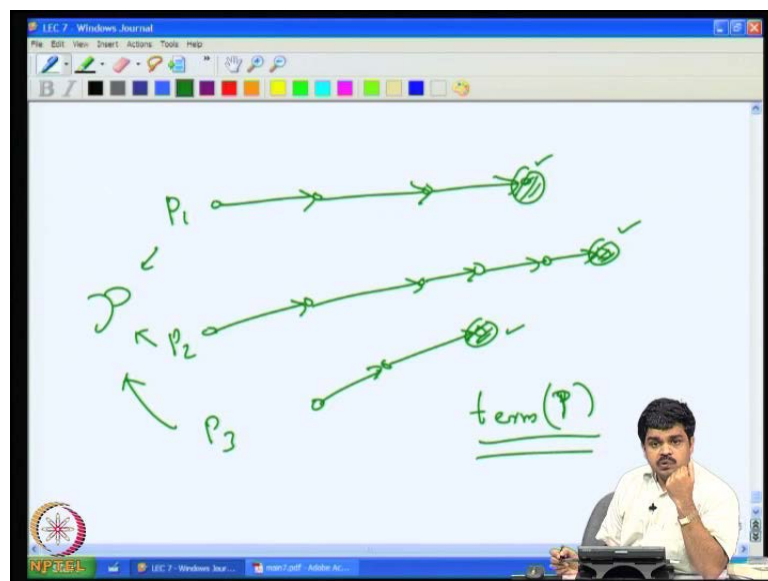 LEC 7 - Windows Journal
File Edit View Insert Actions Tools Help
B I
P₁
P
P₂
P₃
term(P)
NPTEL
LEC 7 - Windows Jour...
main7.pdf - Adobe Ac...